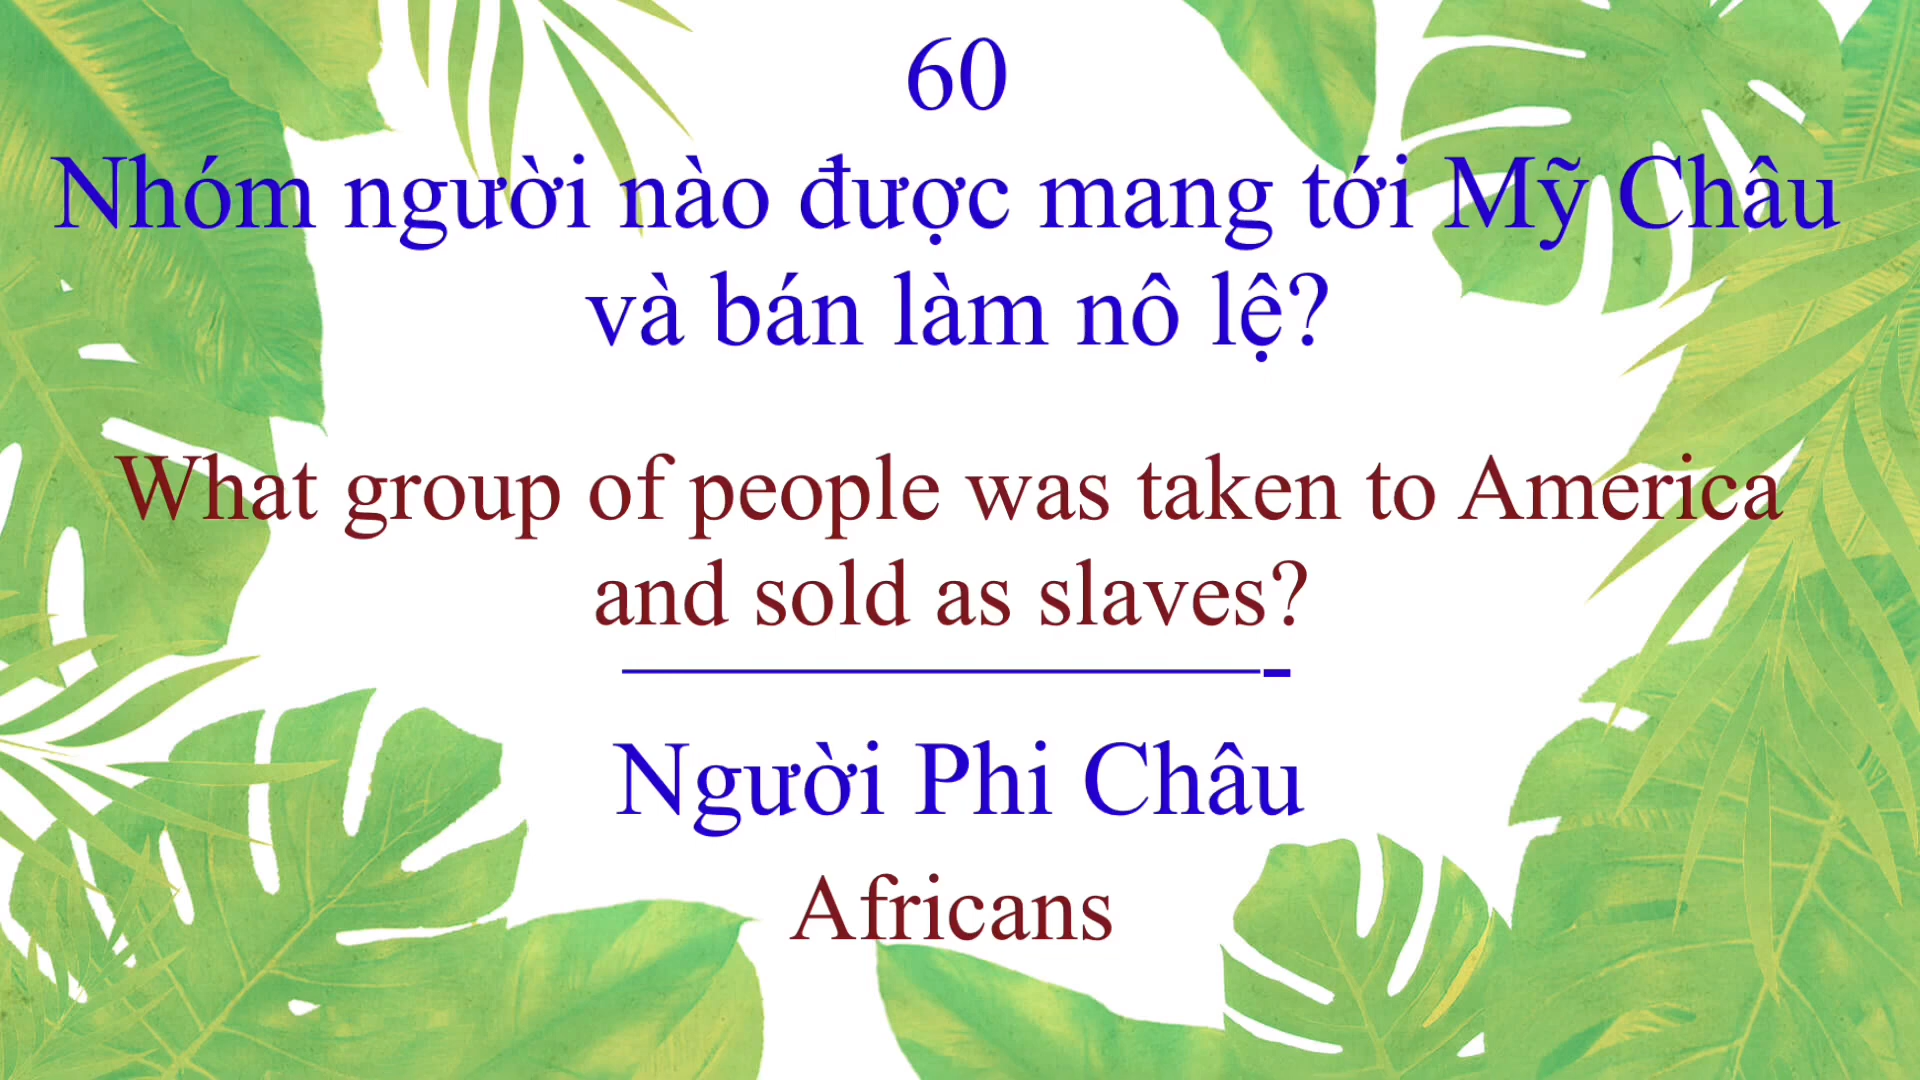 60
Nhóm người nào được mang tới Mỹ Châu
và bán làm nô lệ?
What group of people was taken to America
and sold as slaves?
———————————-
Người Phi Châu
Africans